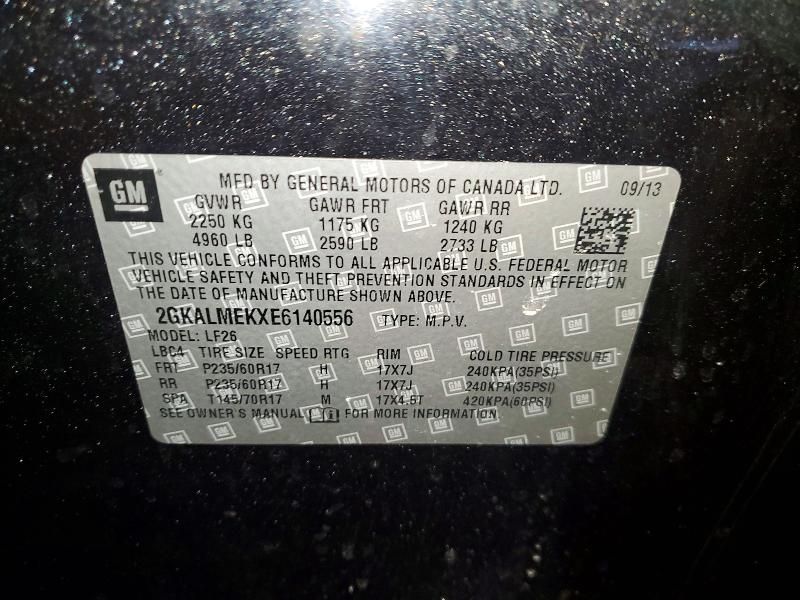 GM MFD BY GENERAL MOTORS OF CANADA LTD. 09/13
GVWR GAWR FRT GAWR RR
2250 KG 1175 KG 1240 KG
4960 LB 2590 LB 2733 LB
THIS VEHICLE CONFORMS TO ALL APPLICABLE U.S. FEDERAL MOTOR
VEHICLE SAFETY AND THEFT PREVENTION STANDARDS IN EFFECT ON
THE DATE OF MANUFACTURE SHOWN ABOVE.
2GKALMEKXE6140556 TYPE: M.P.V.
MODEL: LF26
LBC4 TIRE SIZE SPEED RTG RIM COLD TIRE PRESSURE
FRT P235/60R17 H 17X7J 240KPA(35PSI)
RR P235/60R17 H 17X7J 240KPA(35PSI)
SPA T145/70R17 M 17X4.5T 420KPA(60PSI)
SEE OWNER'S MANUAL FOR MORE INFORMATION.